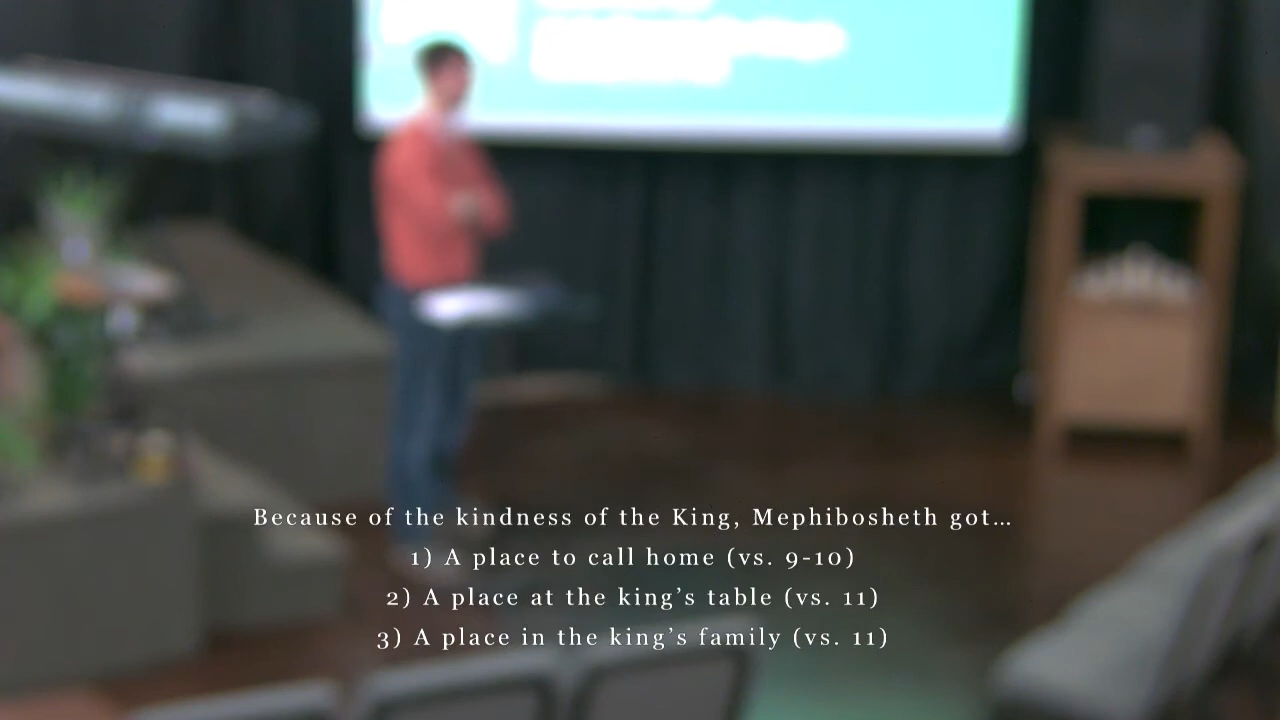 Because of the kindness of the King, Mephibosheth got…
1) A place to call home (vs. 9-10)
2) A place at the king’s table (vs. 11)
3) A place in the king’s family (vs. 11)